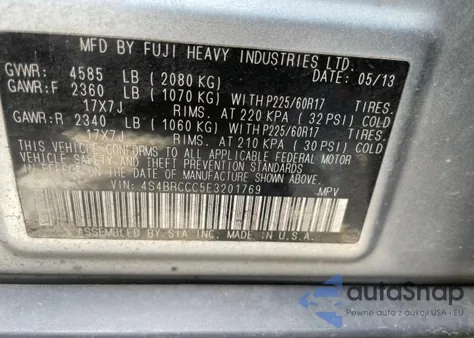 MFD BY FUJI HEAVY INDUSTRIES LTD.
GVWR: 4585 LB (2080 KG) DATE: 05/13
GAWR:F 2360 LB (1070 KG) WITH P225/60R17 TIRES.
17X7J RIMS. AT 220 KPA (32 PSI) COLD
GAWR:R 2340 LB (1060 KG) WITH P225/60R17 TIRES.
17X7J RIMS. AT 210 KPA (30 PSI) COLD
THIS VEHICLE CONFORMS TO ALL APPLICABLE FEDERAL MOTOR
VEHICLE SAFETY AND THEFT PREVENTION STANDARDS
IN EFFECT ON THE DATE OF MANUFACTURE SHOWN ABOVE.
VIN: 4S4BRCCC5E3201769 MPV
ASSEMBLED BY SIA INC. MADE IN U.S.A.
autoSnap
Pewne auta z aukcji USA i EU